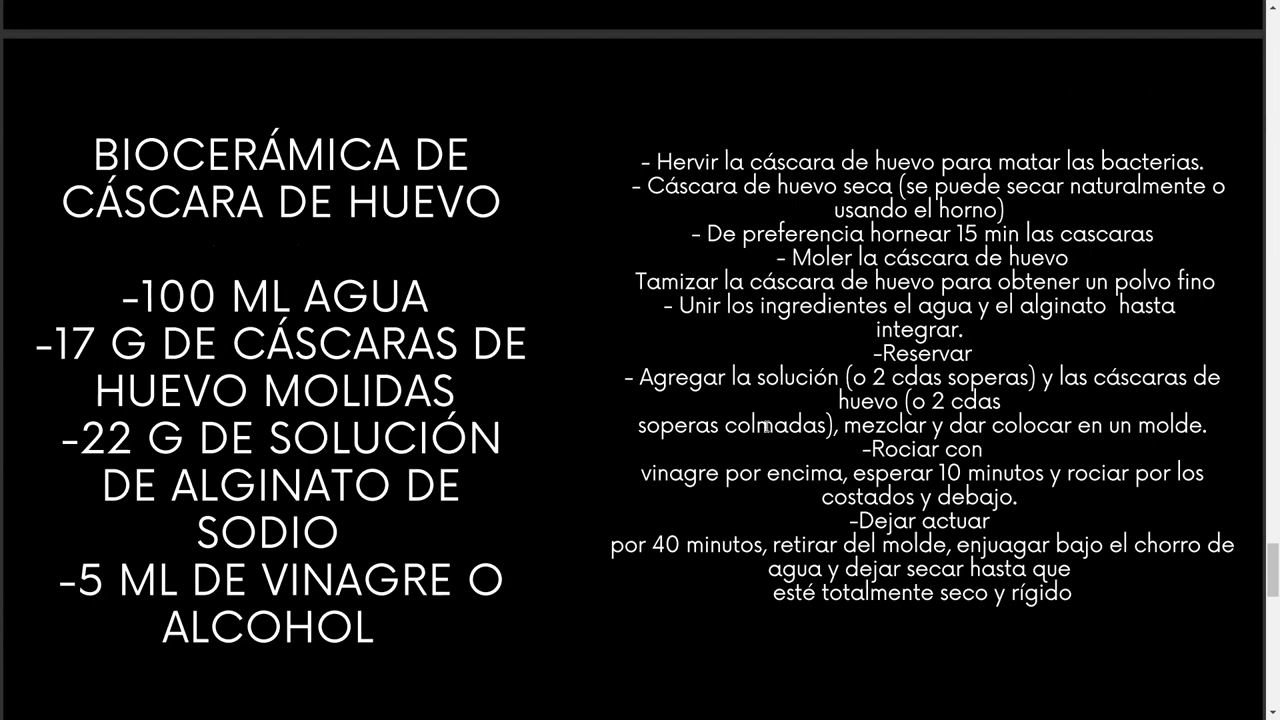 BIOCERÁMICA DE
CÁSCARA DE HUEVO
-100 ML AGUA
-17 G DE CÁSCARAS DE
HUEVO MOLIDAS
-22 G DE SOLUCIÓN
DE ALGINATO DE
SODIO
-5 ML DE VINAGRE O
ALCOHOL
- Hervir la cáscara de huevo para matar las bacterias.
- Cáscara de huevo seca (se puede secar naturalmente o
usando el horno)
- De preferencia hornear 15 min las cascaras
- Moler la cáscara de huevo
Tamizar la cáscara de huevo para obtener un polvo fino
- Unir los ingredientes el agua y el alginato hasta
integrar.
-Reservar
- Agregar la solución (o 2 cdas soperas) y las cáscaras de
huevo (o 2 cdas
soperas colmadas), mezclar y dar colocar en un molde.
-Rociar con
vinagre por encima, esperar 10 minutos y rociar por los
costados y debajo.
-Dejar actuar
por 40 minutos, retirar del molde, enjuagar bajo el chorro de
agua y dejar secar hasta que
esté totalmente seco y rígido